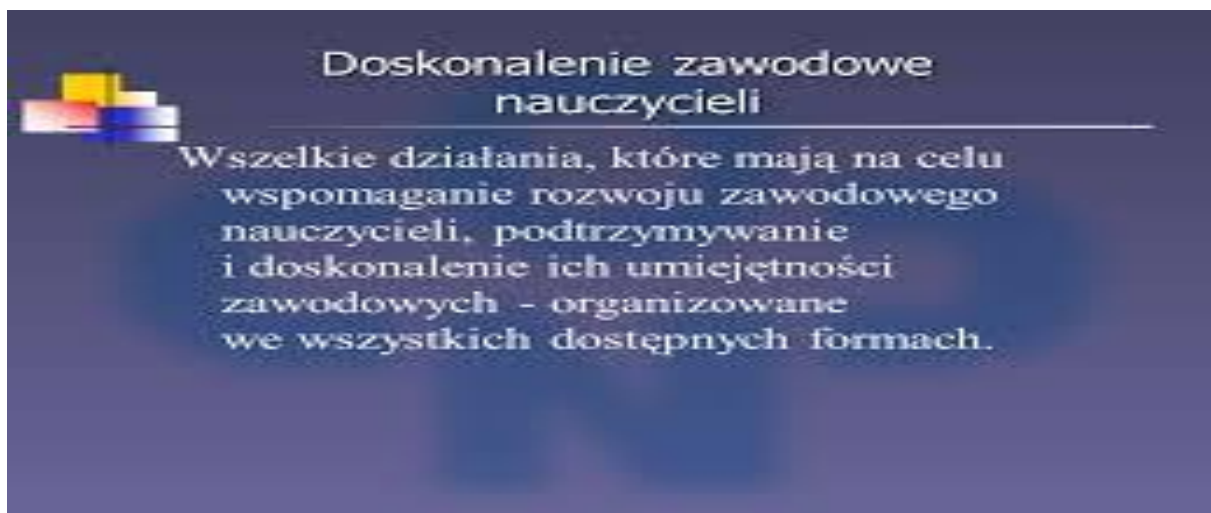 Doskonalenie zawodowe
nauczycieli
Wszelkie działania, które mają na celu
wspomaganie rozwoju zawodowego
nauczycieli, podtrzymywanie
i doskonalenie ich umiejętności
zawodowych - organizowane
we wszystkich dostępnych formach.